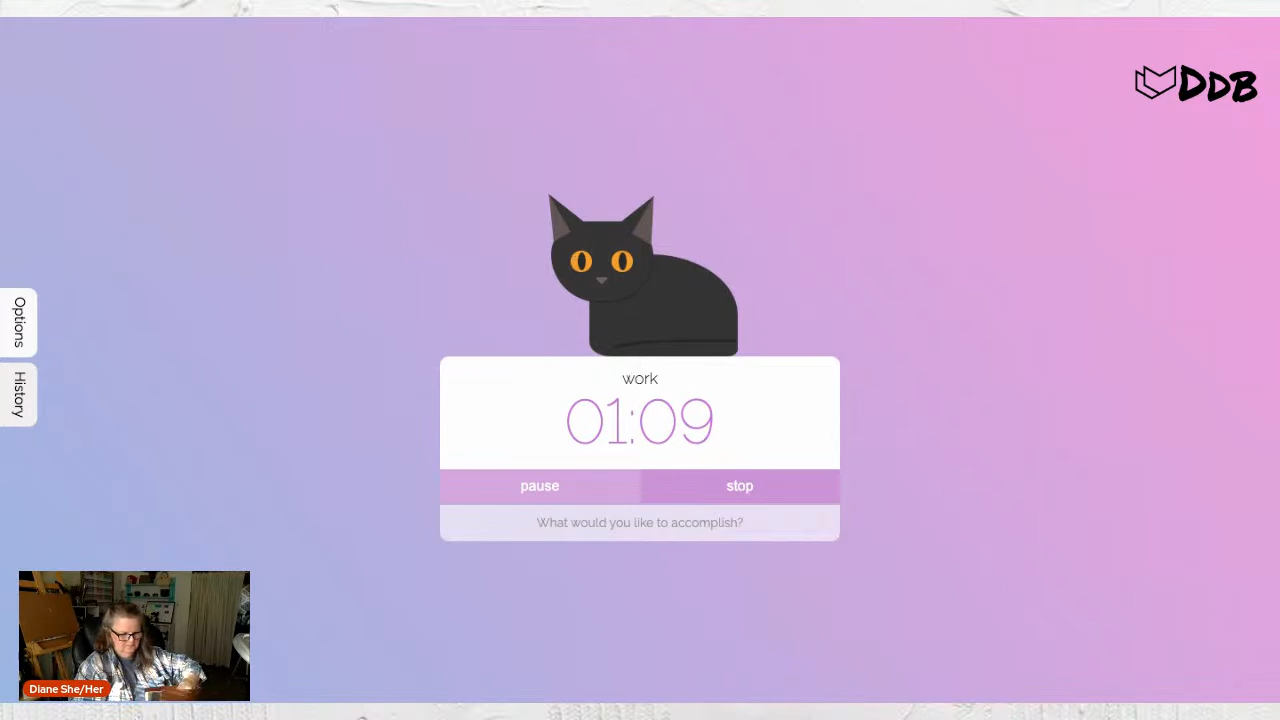 DDB
Options
History
work
01:09
pause stop
What would you like to accomplish?
Diane She/Her